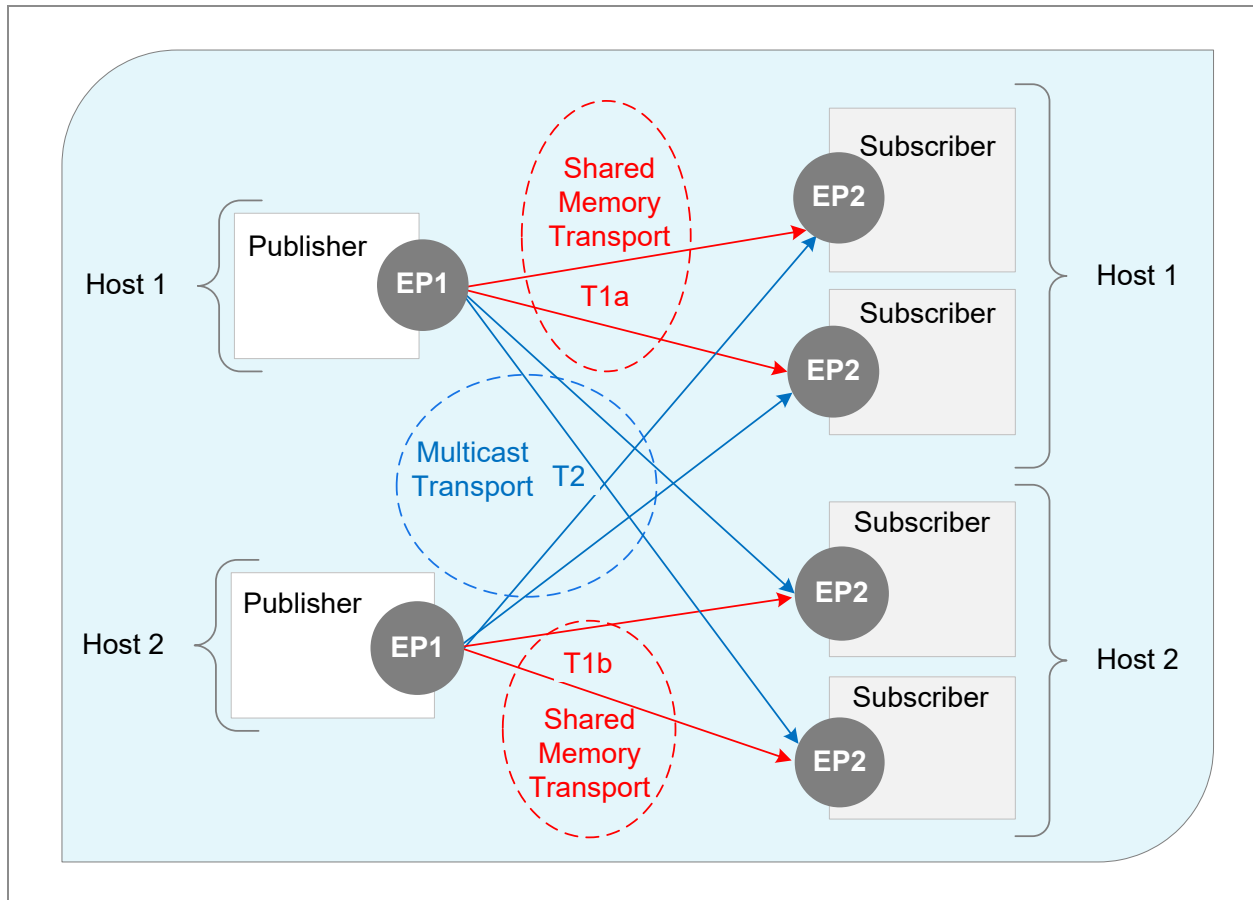 Shared
Memory
Transport
Subscriber
EP2
Publisher
EP1
Host 1
T1a
Host 1
Subscriber
EP2
Multicast
Transport
T2
Subscriber
EP2
Publisher
EP1
Host 2
T1b
Host 2
Subscriber
EP2
Shared
Memory
Transport